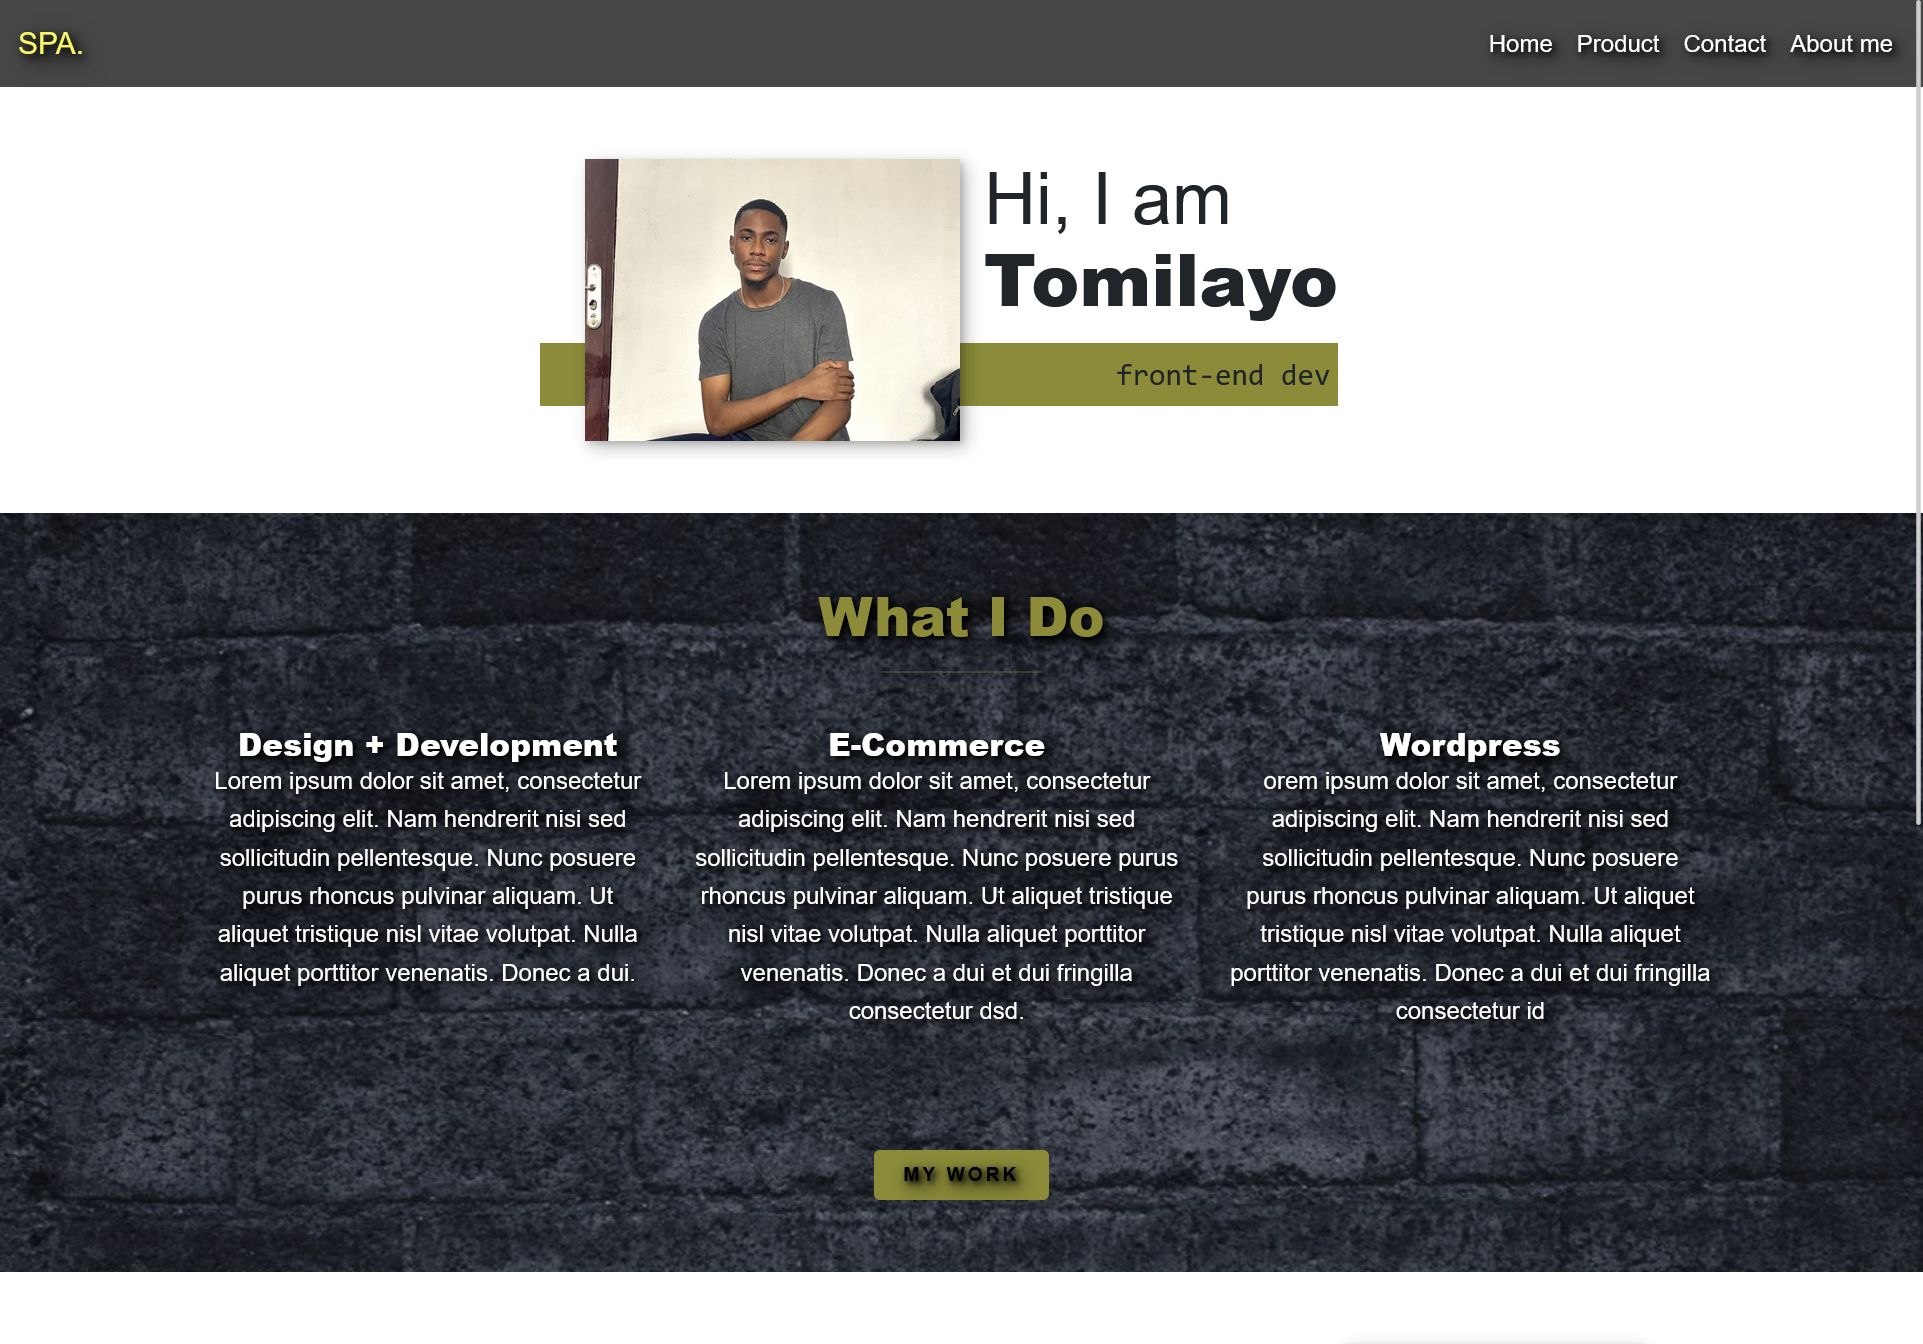 SPA.
Home Product Contact About me
Hi, I am
Tomilayo
front-end dev
What I Do
Design + Development
Lorem ipsum dolor sit amet, consectetur
adipiscing elit. Nam hendrerit nisi sed
sollicitudin pellentesque. Nunc posuere
purus rhoncus pulvinar aliquam. Ut
aliquet tristique nisl vitae volutpat. Nulla
aliquet porttitor venenatis. Donec a dui.
E-Commerce
Lorem ipsum dolor sit amet, consectetur
adipiscing elit. Nam hendrerit nisi sed
sollicitudin pellentesque. Nunc posuere purus
rhoncus pulvinar aliquam. Ut aliquet tristique
nisl vitae volutpat. Nulla aliquet porttitor
venenatis. Donec a dui et dui fringilla
consectetur dsd.
Wordpress
orem ipsum dolor sit amet, consectetur
adipiscing elit. Nam hendrerit nisi sed
sollicitudin pellentesque. Nunc posuere
purus rhoncus pulvinar aliquam. Ut aliquet
tristique nisl vitae volutpat. Nulla aliquet
porttitor venenatis. Donec a dui et dui fringilla
consectetur id
MY WORK